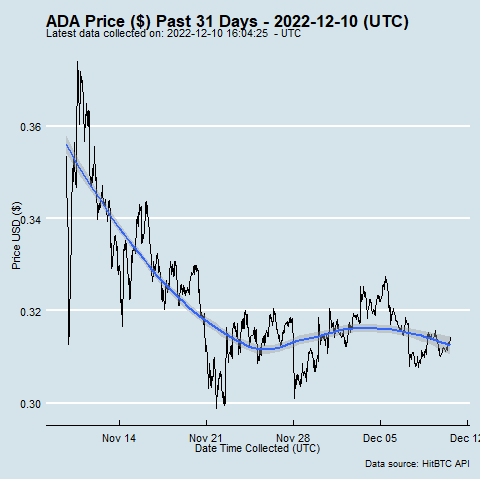 ADA Price ($) Past 31 Days - 2022-12-10 (UTC)
Latest data collected on: 2022-12-10 16:04:25 - UTC
Price USD ($)
0.36
0.34
0.32
0.30
Nov 14
Nov 21
Nov 28
Dec 05
Dec 12
Date Time Collected (UTC)
Data source: HitBTC API